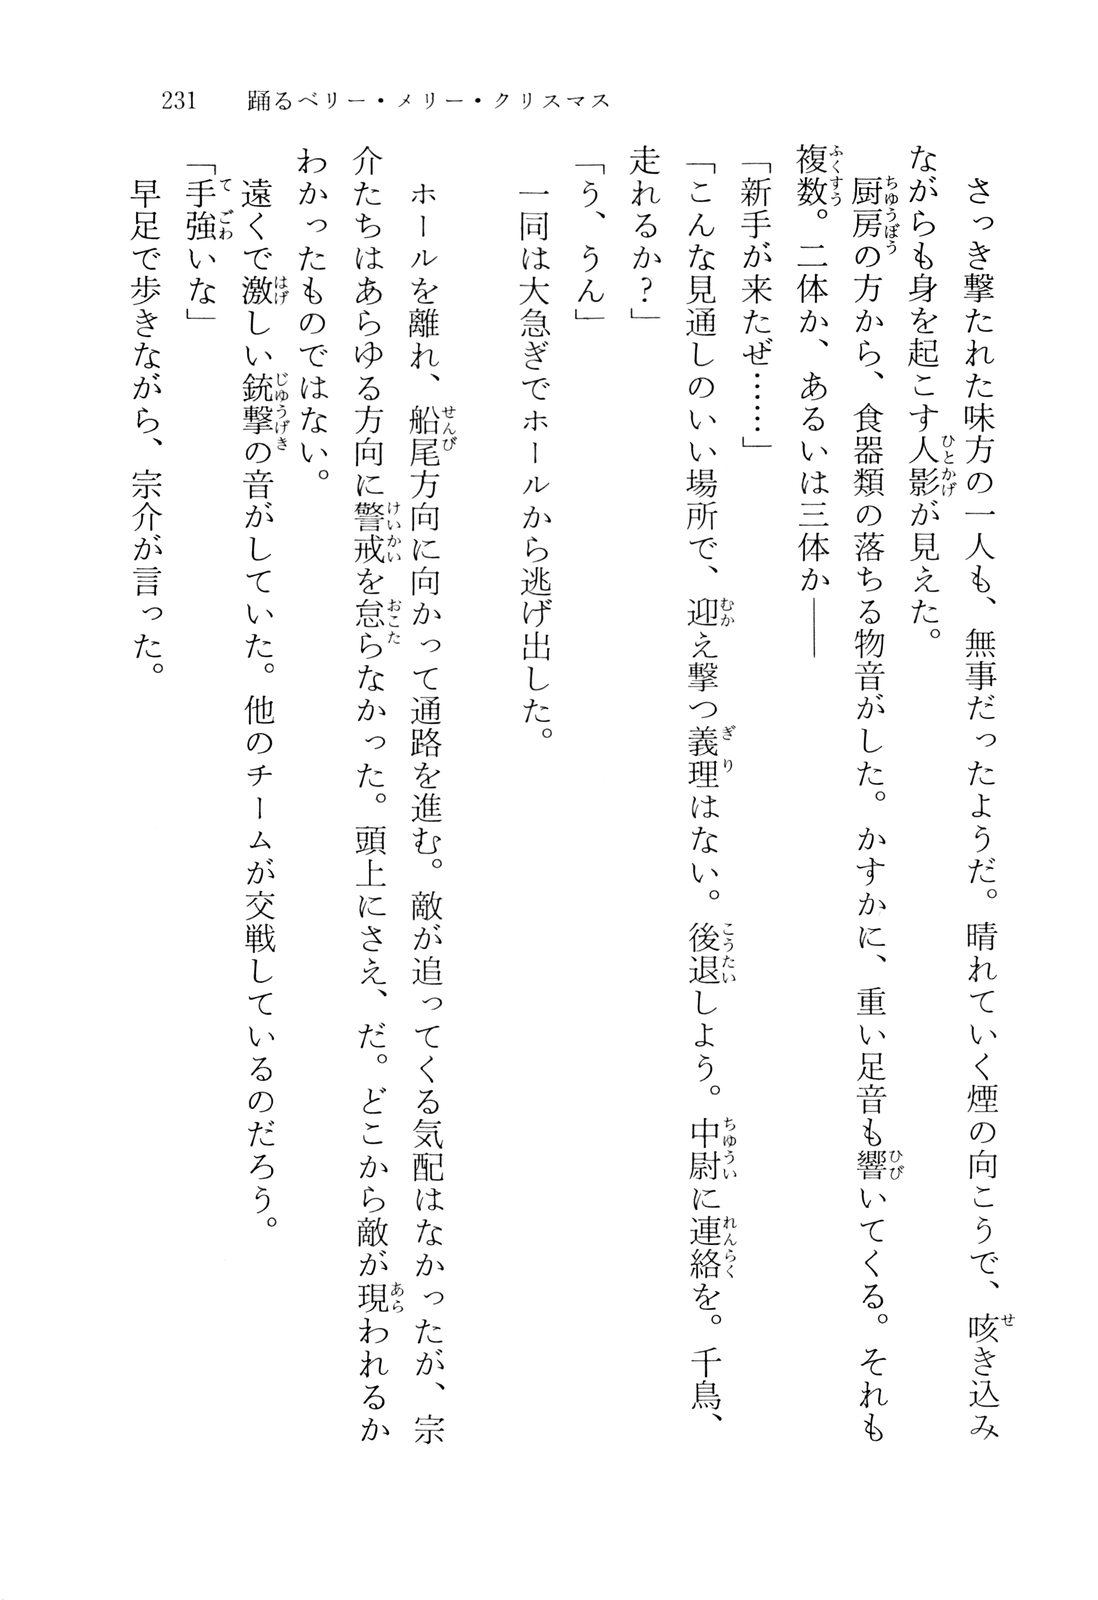 231　踊るベリー・メリー・クリスマス
　さっき撃たれた味方の一人も、無事だったようだ。晴れていく煙の向こうで、咳き込み
ながらも身を起こす人影が見えた。
　厨房の方から、食器類の落ちる物音がした。かすかに、重い足音も響いてくる。それも
複数。二体か、あるいは三体か――
「新手が来たぜ……」
「こんな見通しのいい場所で、迎え撃つ義理はない。後退しよう。中尉に連絡を。千鳥、
走れるか？」
「う、うん」
　一同は大急ぎでホールから逃げ出した。
　ホールを離れ、船尾方向に向かって通路を進む。敵が追ってくる気配はなかったが、宗
介たちはあらゆる方向に警戒を怠らなかった。頭上にさえ、だ。どこから敵が現われるか
わかったものではない。
　遠くで激しい銃撃の音がしていた。他のチームが交戦しているのだろう。
「手強いな」
　早足で歩きながら、宗介が言った。